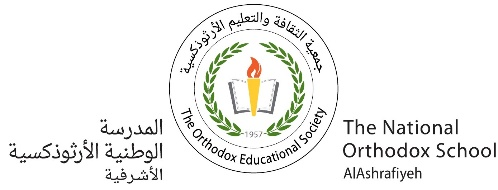 جمعية الثقافة والتعليم الأرثوذكسية
1957
The Orthodox Educational Society
المدرسة
الوطنية الأرثوذكسية
الأشرفية
The National
Orthodox School
AlAshrafiyeh